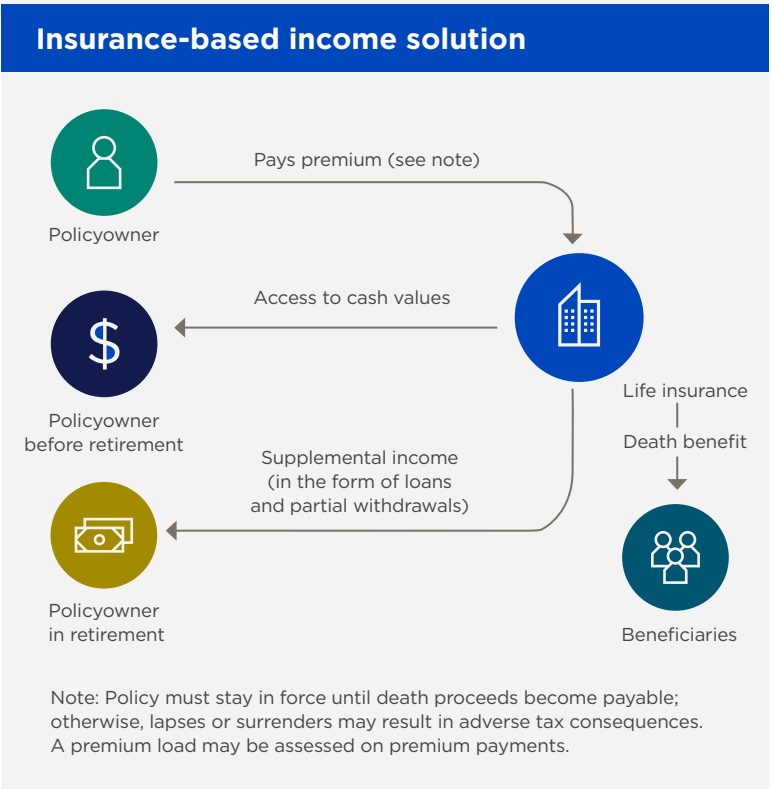 Insurance-based income solution
Pays premium (see note)
Policyowner
Access to cash values
$
Policyowner
before retirement
Life insurance
Death benefit
Supplemental income
(in the form of loans
and partial withdrawals)
Policyowner
in retirement
Beneficiaries
Note: Policy must stay in force until death proceeds become payable;
otherwise, lapses or surrenders may result in adverse tax consequences.
A premium load may be assessed on premium payments.